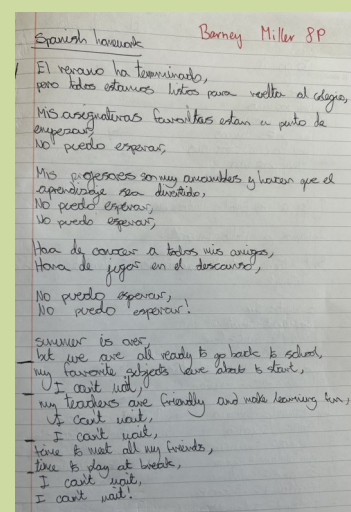 Spanish homework
Barney Miller 8P
El verano ha terminado,
pero todos estamos listos para vuelta al colegio,
Mis asignaturas favoritas estan a punto de
empezar,
No puedo esperar,
Mis profesores son muy amables y hacen que el
aprendizaje sea divertido,
No puedo esperar,
No puedo esperar,
Hora de conocer a todos mis amigos,
Hora de jugar en el descanso,
No puedo esperar,
No puedo esperar!
summer is over,
but we are all ready to go back to school,
my favorite subjects are about to start,
I can't wait,
my teachers are friendly and make learning fun,
I can't wait,
I can't wait,
time to meet all my friends,
time to play at break,
I can't wait,
I can't wait!